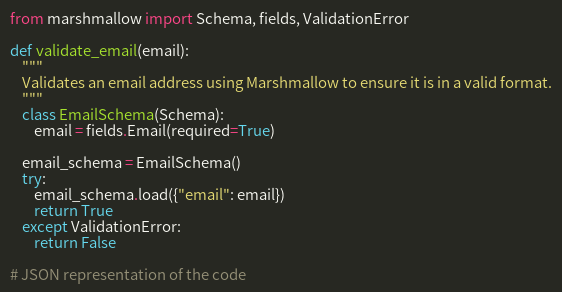 from marshmallow import Schema, fields, ValidationError

def validate_email(email):
    """
    Validates an email address using Marshmallow to ensure it is in a valid format.
    """
    class EmailSchema(Schema):
        email = fields.Email(required=True)

    email_schema = EmailSchema()
    try:
        email_schema.load({"email": email})
        return True
    except ValidationError:
        return False

# JSON representation of the code